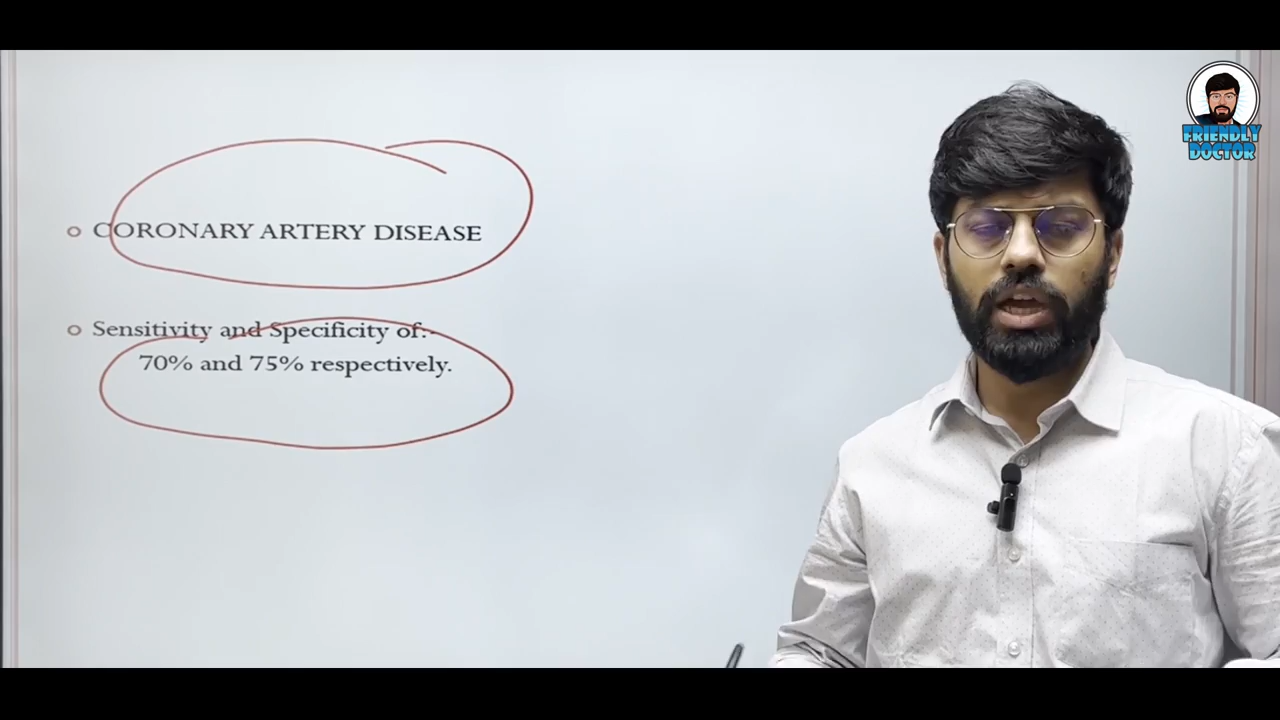 CORONARY ARTERY DISEASE
Sensitivity and Specificity of:-
70% and 75% respectively.
FRIENDLY
DOCTOR